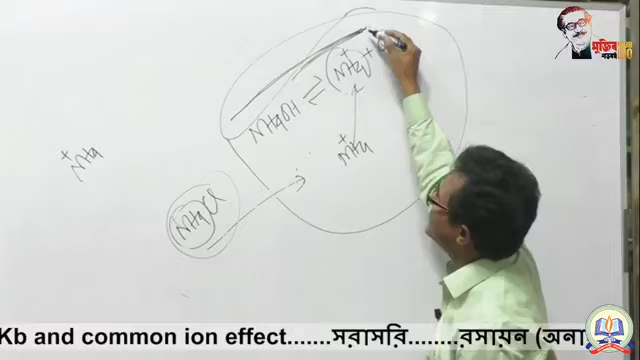 মুজিব
NH4OH ⇌ (NH4)+
+NH4
+NH4
NH4Cl
Kb and common ion effect.......সরাসরি........রসায়ন (অনা